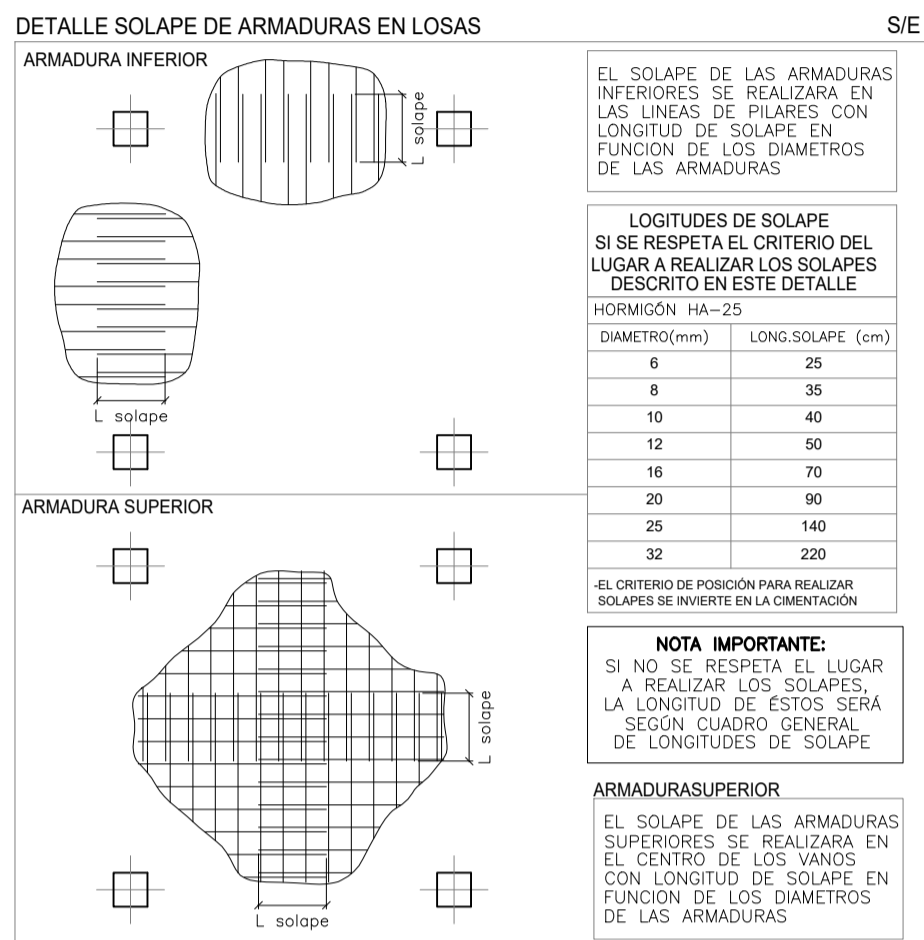 DETALLE SOLAPE DE ARMADURAS EN LOSAS
S/E
ARMADURA INFERIOR
L solape
L solape
EL SOLAPE DE LAS ARMADURAS
INFERIORES SE REALIZARA EN
LAS LINEAS DE PILARES CON
LONGITUD DE SOLAPE EN
FUNCION DE LOS DIAMETROS
DE LAS ARMADURAS
LOGITUDES DE SOLAPE
SI SE RESPETA EL CRITERIO DEL
LUGAR A REALIZAR LOS SOLAPES
DESCRITO EN ESTE DETALLE
HORMIGÓN HA-25
DIAMETRO(mm) LONG.SOLAPE (cm)
6 25
8 35
10 40
12 50
16 70
20 90
25 140
32 220
-EL CRITERIO DE POSICIÓN PARA REALIZAR
SOLAPES SE INVIERTE EN LA CIMENTACIÓN
ARMADURA SUPERIOR
L solape
L solape
NOTA IMPORTANTE:
SI NO SE RESPETA EL LUGAR
A REALIZAR LOS SOLAPES,
LA LONGITUD DE ÉSTOS SERÁ
SEGÚN CUADRO GENERAL
DE LONGITUDES DE SOLAPE
ARMADURASUPERIOR
EL SOLAPE DE LAS ARMADURAS
SUPERIORES SE REALIZARA EN
EL CENTRO DE LOS VANOS
CON LONGITUD DE SOLAPE EN
FUNCION DE LOS DIAMETROS
DE LAS ARMADURAS